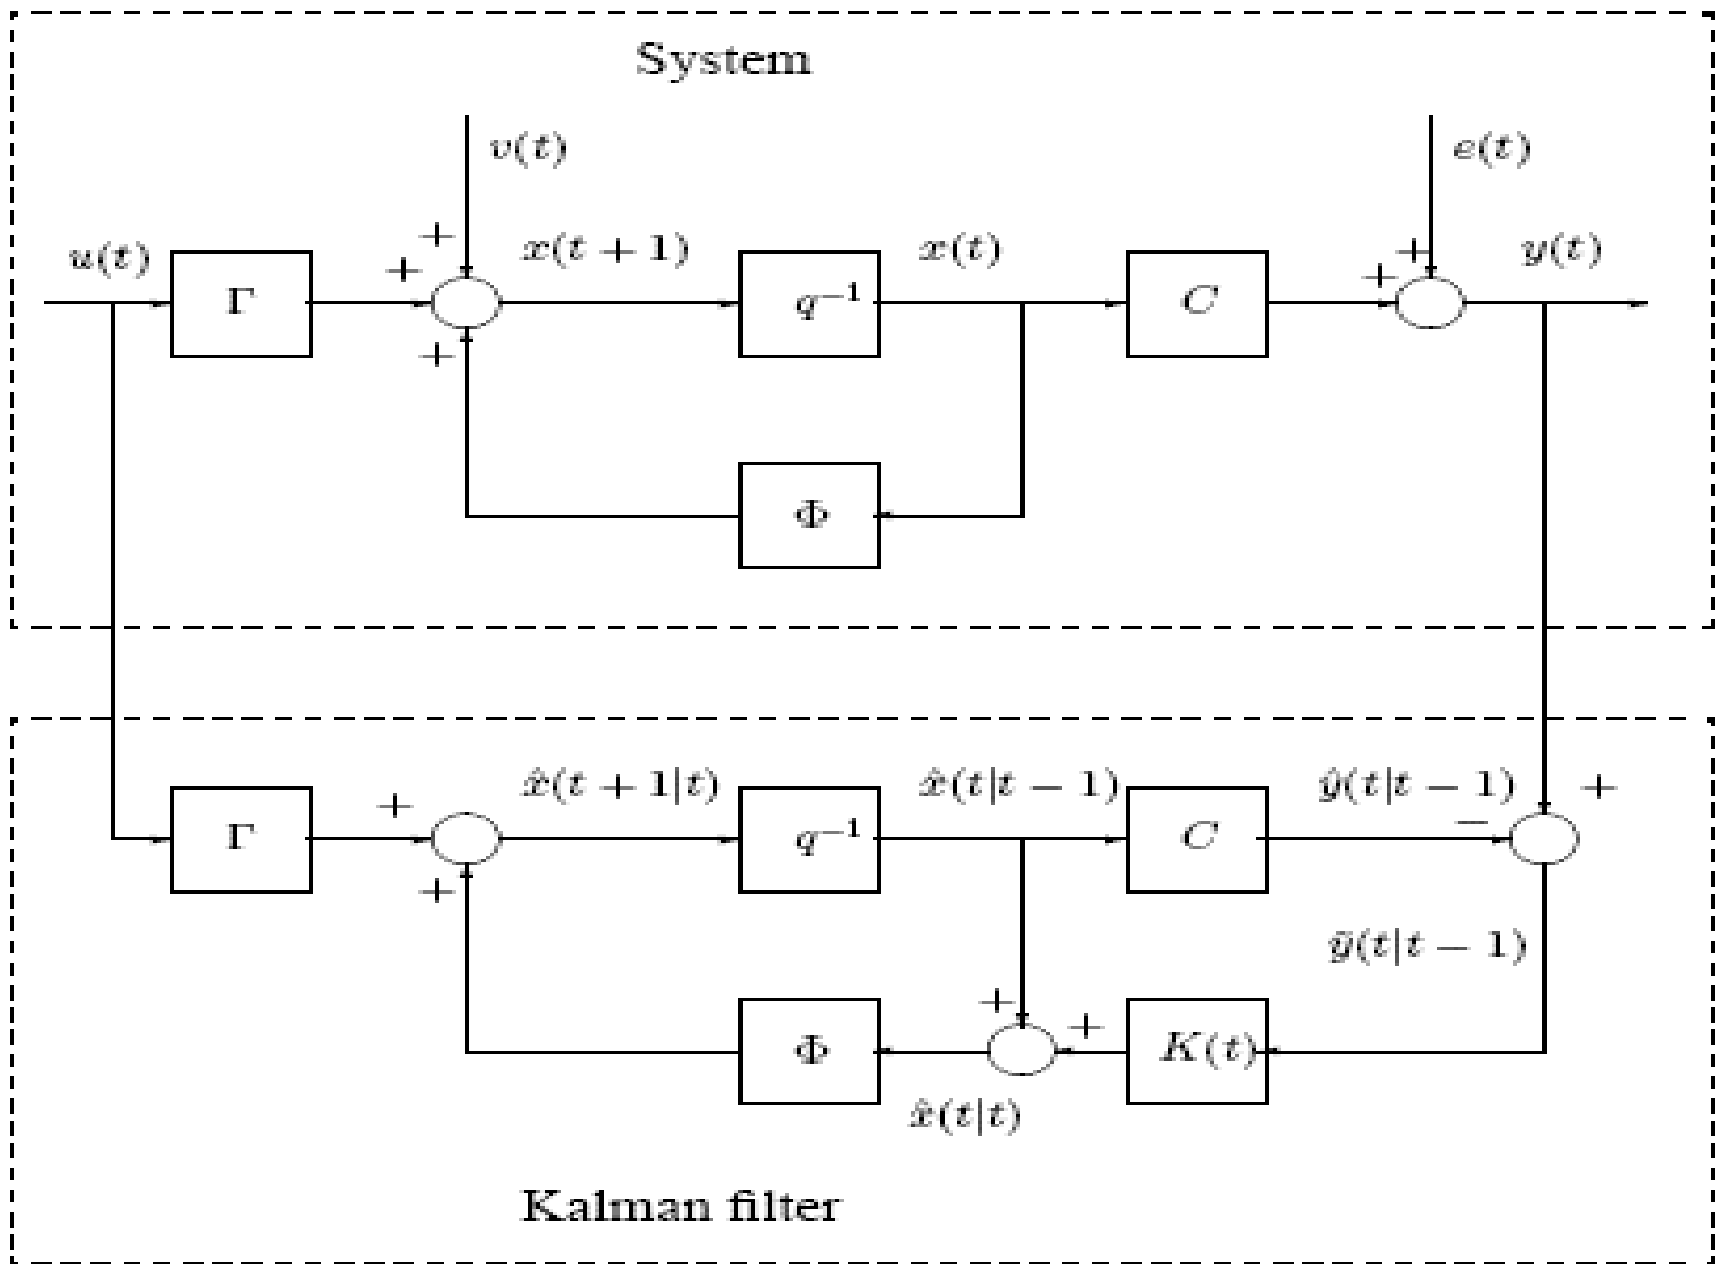 System
v(t)
e(t)
+
+
u(t)
+
x(t + 1)
x(t)
+
y(t)
Γ
q⁻¹
C
+
Φ
+
x̂(t + 1|t)
x̂(t|t − 1)
ŷ(t|t − 1)
+
−
Γ
q⁻¹
C
+
ỹ(t|t − 1)
+
+
Φ
K(t)
x̂(t|t)
Kalman filter